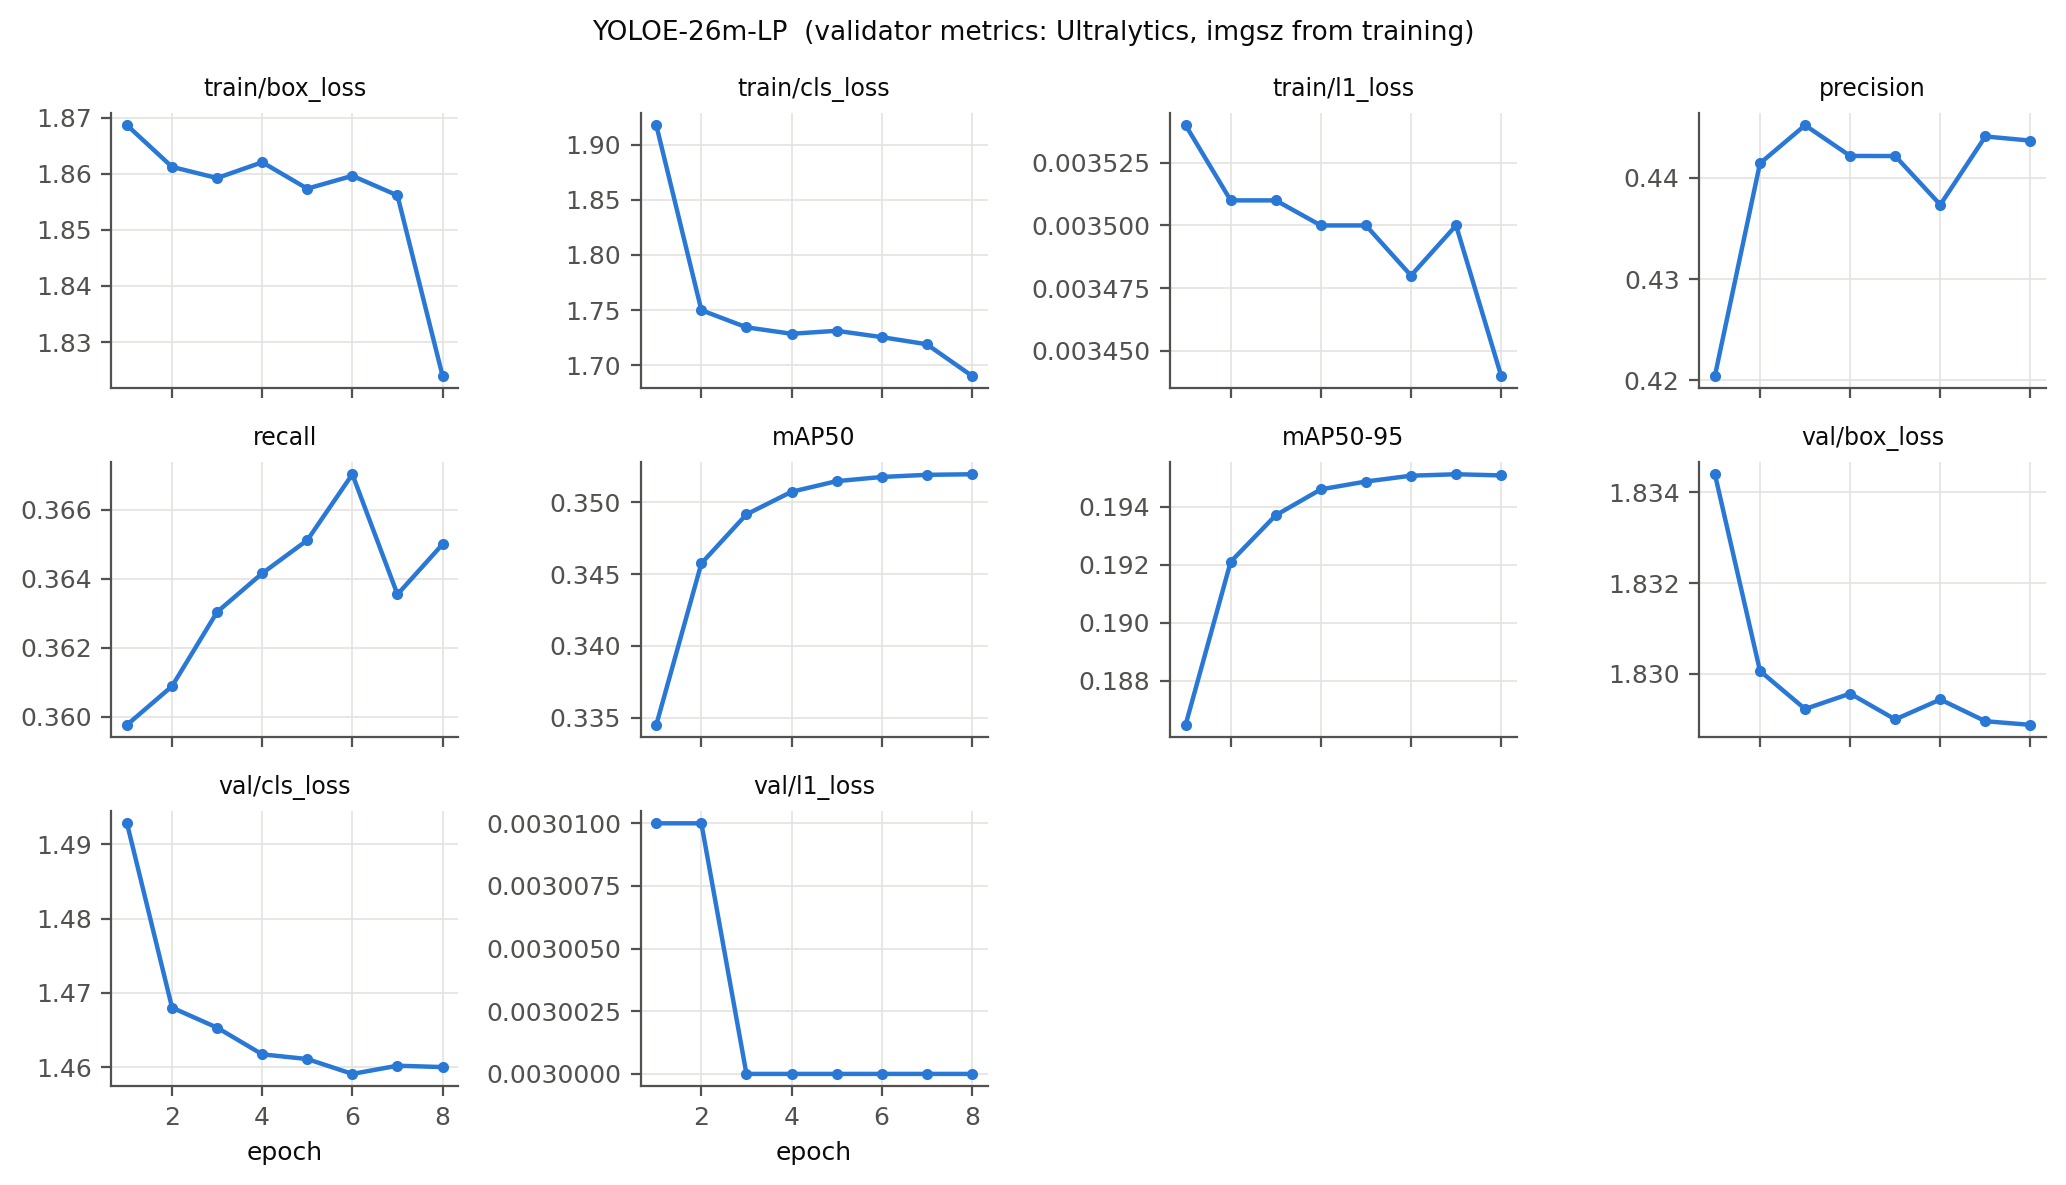 YOLOE-26m-LP (validator metrics: Ultralytics, imgsz from training)
train/box_loss
1.87
1.86
1.85
1.84
1.83
train/cls_loss
1.90
1.85
1.80
1.75
1.70
train/l1_loss
0.003525
0.003500
0.003475
0.003450
precision
0.44
0.43
0.42
recall
0.366
0.364
0.362
0.360
mAP50
0.350
0.345
0.340
0.335
mAP50-95
0.194
0.192
0.190
0.188
val/box_loss
1.834
1.832
1.830
val/cls_loss
1.49
1.48
1.47
1.46
2 4 6 8
epoch
val/l1_loss
0.0030100
0.0030075
0.0030050
0.0030025
0.0030000
2 4 6 8
epoch